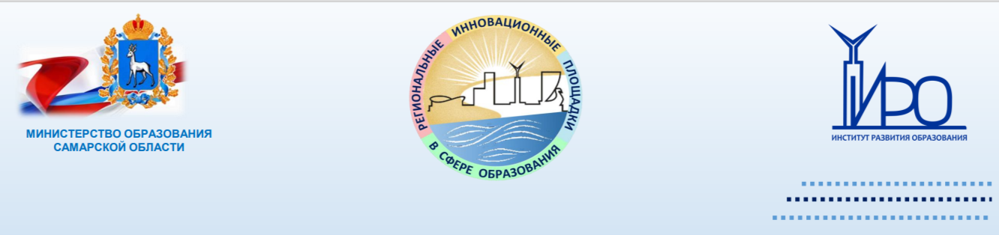 МИНИСТЕРСТВО ОБРАЗОВАНИЯ
САМАРСКОЙ ОБЛАСТИ
РЕГИОНАЛЬНЫЕ ИННОВАЦИОННЫЕ ПЛОЩАДКИ
В СФЕРЕ ОБРАЗОВАНИЯ
ИРО
ИНСТИТУТ РАЗВИТИЯ ОБРАЗОВАНИЯ